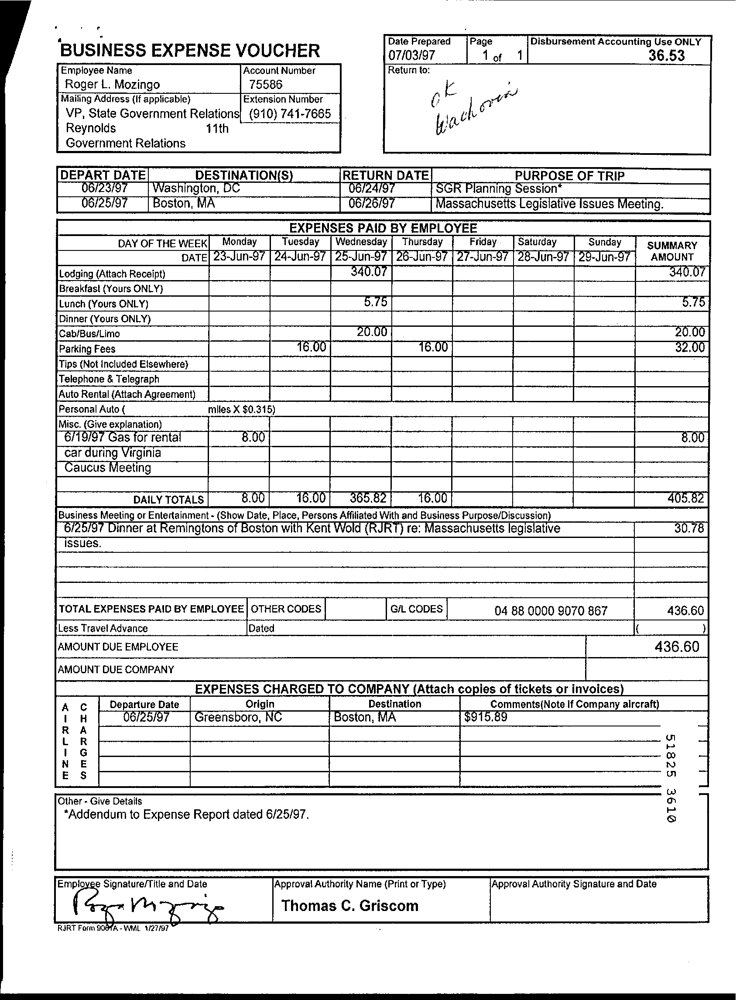 BUSINESS EXPENSE VOUCHER
Date Prepared Page Disbursement Accounting Use ONLY
07/03/97 1 of 1 36.53
Employee Name Account Number Return to:
Roger L. Mozingo 75586
Mailing Address (If applicable) Extension Number
VP, State Government Relations (910) 741-7665
Reynolds 11th
Government Relations
OK
Wachovia
DEPART DATE DESTINATION(S) RETURN DATE PURPOSE OF TRIP
06/23/97 Washington, DC 06/24/97 SGR Planning Session*
06/25/97 Boston, MA 06/26/97 Massachusetts Legislative Issues Meeting.
EXPENSES PAID BY EMPLOYEE
DAY OF THE WEEK Monday Tuesday Wednesday Thursday Friday Saturday Sunday SUMMARY
DATE 23-Jun-97 24-Jun-97 25-Jun-97 26-Jun-97 27-Jun-97 28-Jun-97 29-Jun-97 AMOUNT
Lodging (Attach Receipt) 340.07 340.07
Breakfast (Yours ONLY)
Lunch (Yours ONLY) 5.75 5.75
Dinner (Yours ONLY)
Cab/Bus/Limo 20.00 20.00
Parking Fees 16.00 16.00 32.00
Tips (Not Included Elsewhere)
Telephone & Telegraph
Auto Rental (Attach Agreement)
Personal Auto ( miles X $0.315)
Misc. (Give explanation)
6/19/97 Gas for rental 8.00 8.00
car during Virginia
Caucus Meeting
DAILY TOTALS 8.00 16.00 365.82 16.00 405.82
Business Meeting or Entertainment - (Show Date, Place, Persons Affiliated With and Business Purpose/Discussion)
6/25/97 Dinner at Remingtons of Boston with Kent Wold (RJRT) re: Massachusetts legislative 30.78
issues.
TOTAL EXPENSES PAID BY EMPLOYEE OTHER CODES G/L CODES 04 88 0000 9070 867 436.60
Less Travel Advance Dated ( )
AMOUNT DUE EMPLOYEE 436.60
AMOUNT DUE COMPANY
EXPENSES CHARGED TO COMPANY (Attach copies of tickets or invoices)
AIRLINE CHARGES
Departure Date Origin Destination Comments(Note If Company aircraft)
06/25/97 Greensboro, NC Boston, MA $915.89
51825 3610
Other - Give Details
*Addendum to Expense Report dated 6/25/97.
Employee Signature/Title and Date Approval Authority Name (Print or Type) Approval Authority Signature and Date
Thomas C. Griscom
RJRT Form 9001A - WML 1/27/97